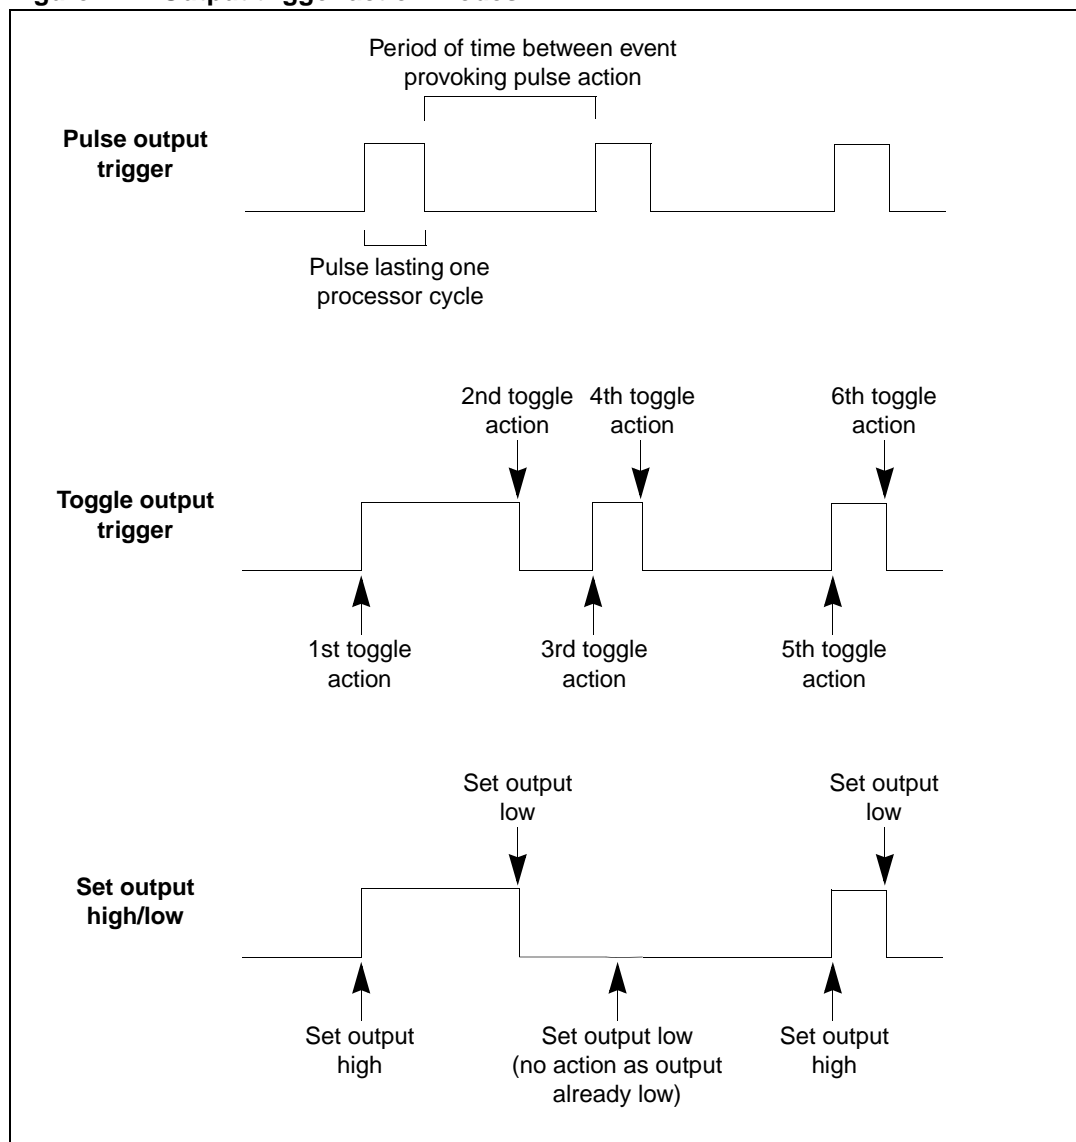 Period of time between event
provoking pulse action
Pulse output
trigger
Pulse lasting one
processor cycle
2nd toggle
action
4th toggle
action
6th toggle
action
Toggle output
trigger
1st toggle
action
3rd toggle
action
5th toggle
action
Set output
low
Set output
low
Set output
high/low
Set output
high
Set output low
(no action as output
already low)
Set output
high